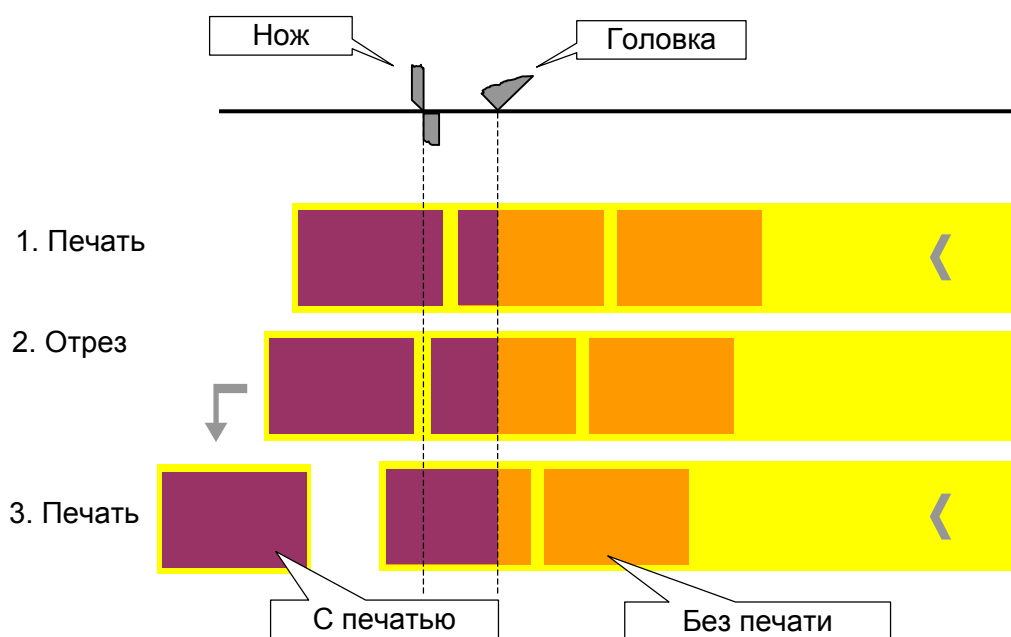 Нож
Головка
1. Печать
2. Отрез
3. Печать
С печатью
Без печати